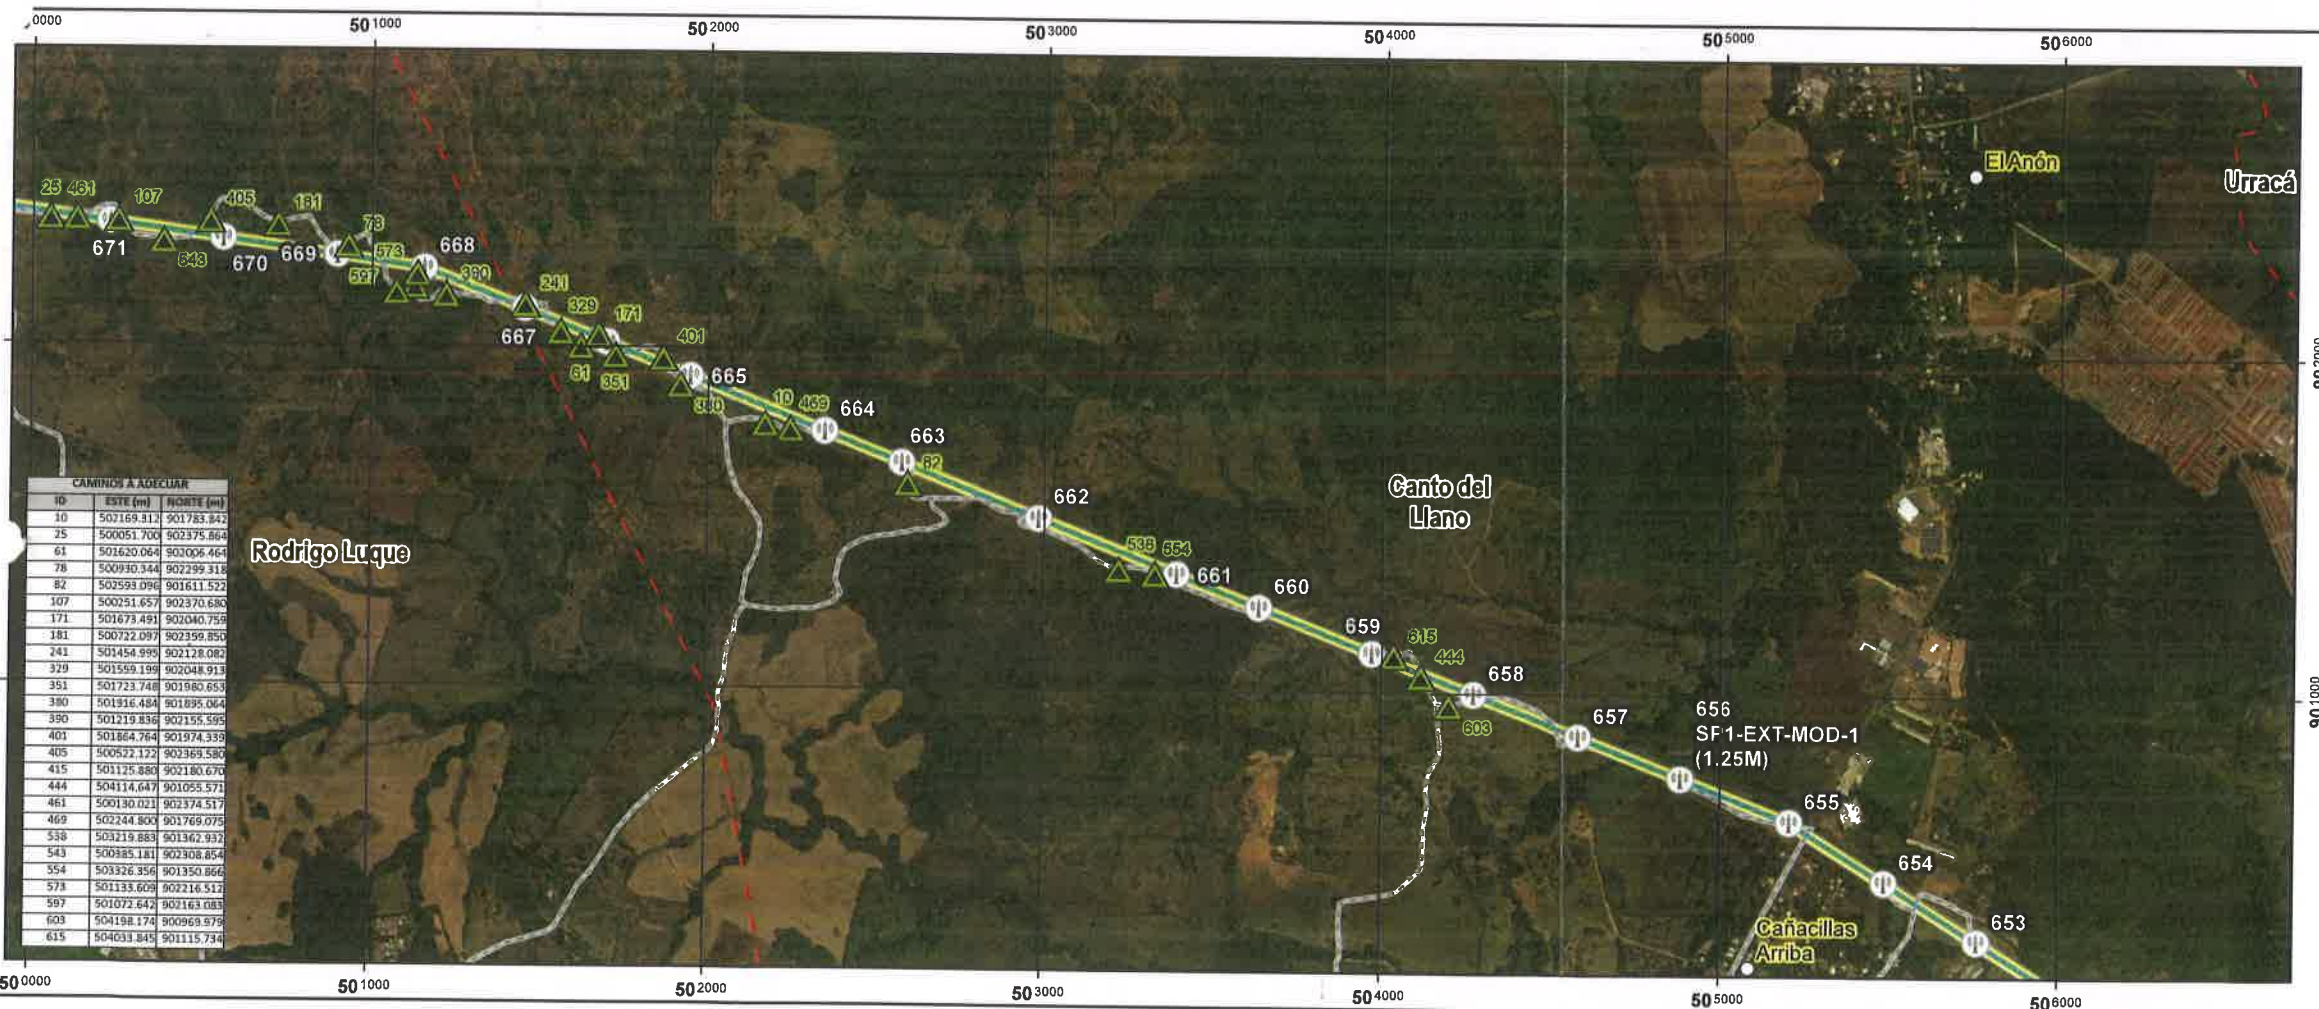 0000
501000
502000
503000
504000
505000
506000
El Anón
Urracá
25 461
107
405
181
78
671
543
670
669
573
668
597
390
241
329
171
667
61
351
401
665
380
10 469
664
663
82
662
Canto del
Llano
Rodrigo Luque
538 554
661
660
659
615
444
658
603
657
656
SF1-EXT-MOD-1
(1.25M)
655
654
653
Cañacillas
Arriba
901000
CAMINOS A ADECUAR
ID ESTE (m) NORTE (m)
10 502169.312 901783.842
25 500051.700 902375.864
61 501620.064 902006.464
78 500930.344 902299.318
82 502593.096 901611.522
107 500251.657 902370.680
171 501673.491 902040.759
181 500722.097 902359.850
241 501454.995 902128.082
329 501559.199 902048.913
351 501723.748 901980.653
380 501916.484 901895.064
390 501219.836 902155.595
401 501864.764 901974.339
405 500522.122 902369.580
415 501125.880 902180.670
444 504114.647 901055.571
461 500130.021 902374.517
469 502244.800 901769.075
538 503219.883 901362.932
543 500385.181 902308.854
554 503326.356 901350.866
573 501133.609 902216.512
597 501072.642 902163.083
603 504198.174 900969.979
615 504033.845 901115.734
500000
501000
502000
503000
504000
505000
506000